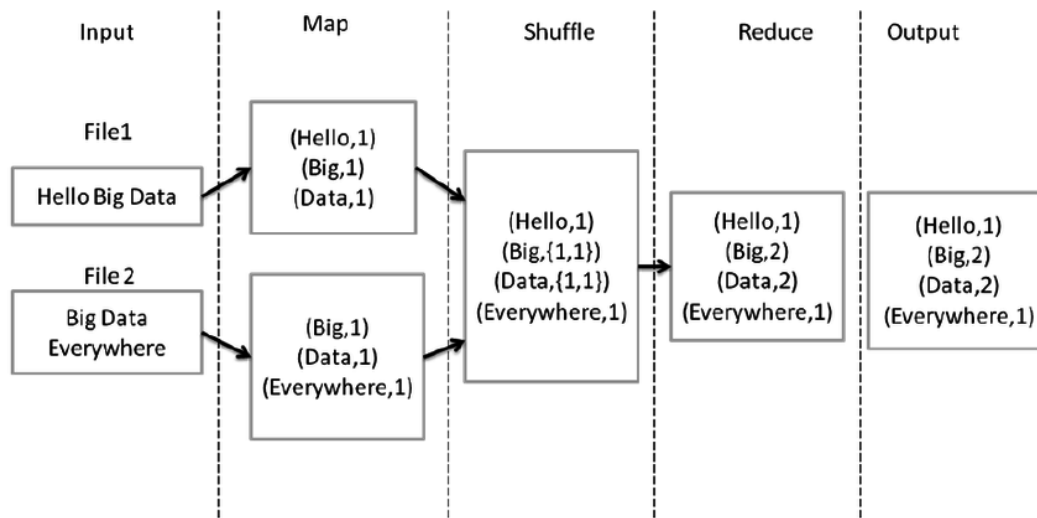 Input
Map
Shuffle
Reduce
Output
File1
Hello Big Data
File 2
Big Data
Everywhere
(Hello,1)
(Big,1)
(Data,1)
(Big,1)
(Data,1)
(Everywhere,1)
(Hello,1)
(Big,{1,1})
(Data,{1,1})
(Everywhere,1)
(Hello,1)
(Big,2)
(Data,2)
(Everywhere,1)
(Hello,1)
(Big,2)
(Data,2)
(Everywhere,1)